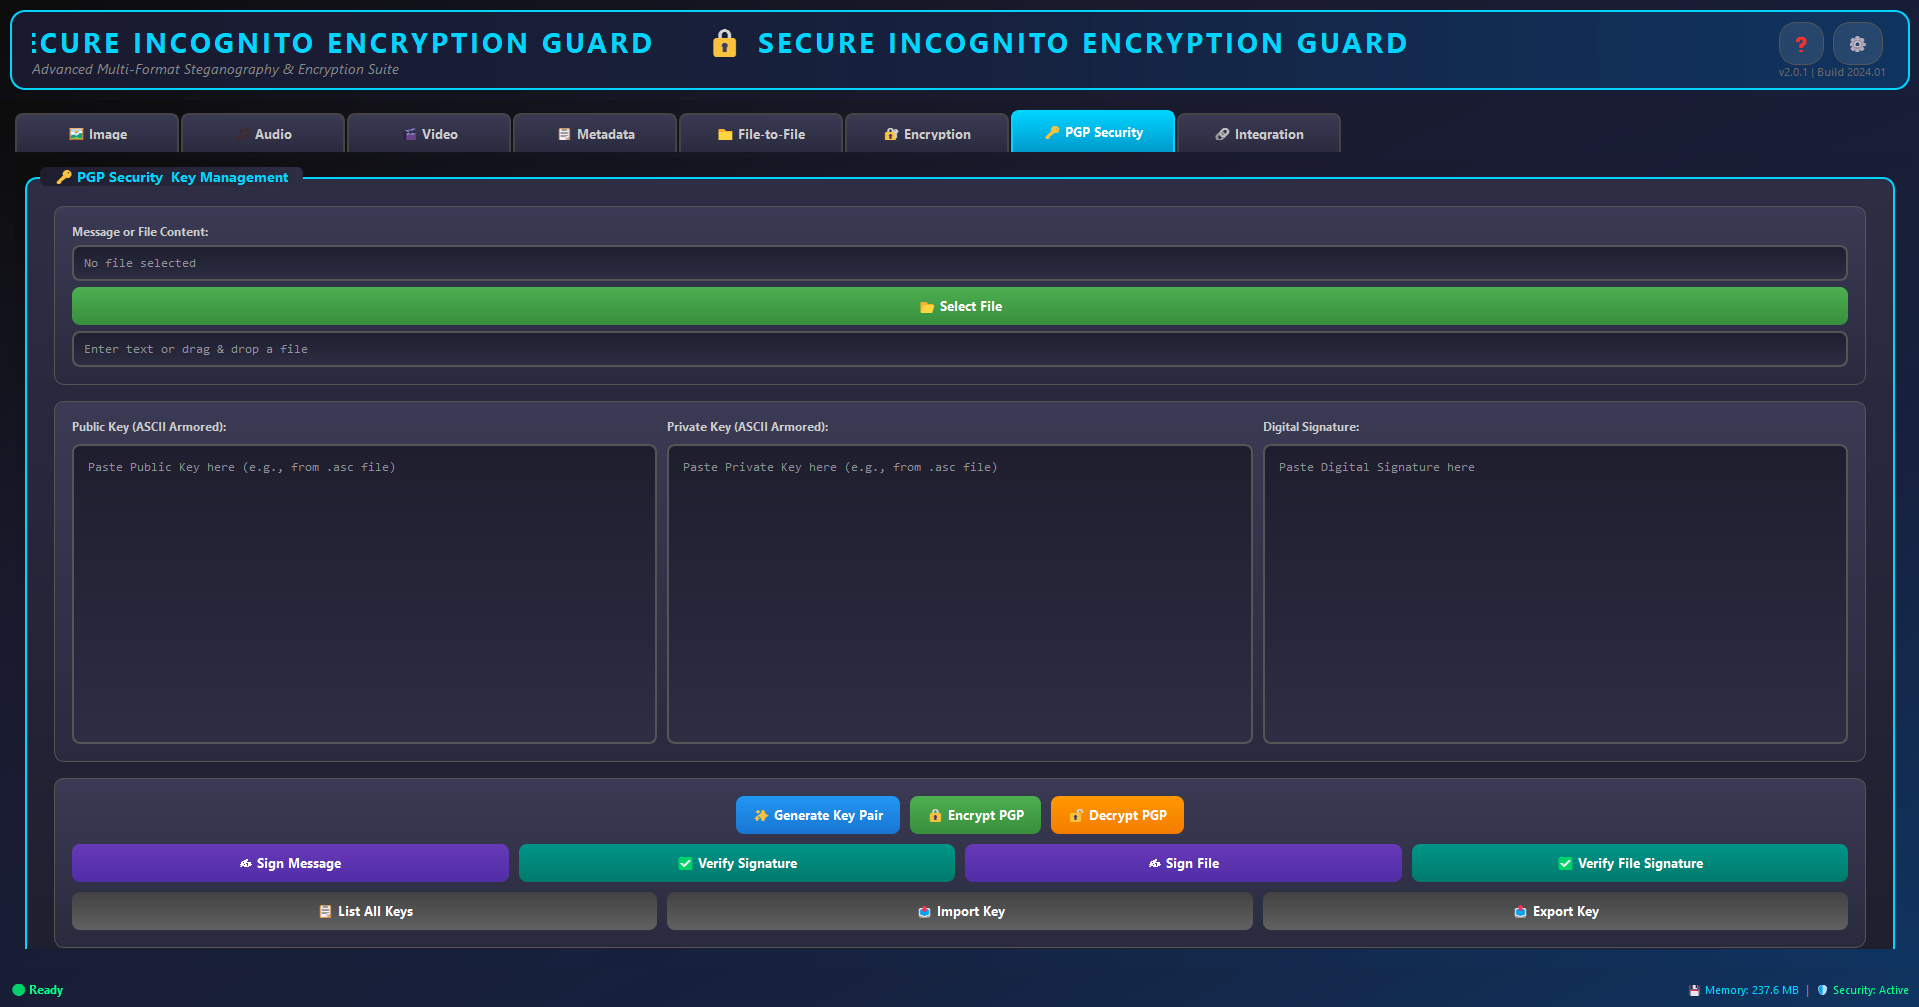 CURE INCOGNITO ENCRYPTION GUARD SECURE INCOGNITO ENCRYPTION GUARD
Advanced Multi-Format Steganography & Encryption Suite
v2.0.1 | Build 2024.01
Image Audio Video Metadata File-to-File Encryption PGP Security Integration
PGP Security Key Management
Message or File Content:
No file selected
Select File
Enter text or drag & drop a file
Public Key (ASCII Armored): Private Key (ASCII Armored): Digital Signature:
Paste Public Key here (e.g., from .asc file) Paste Private Key here (e.g., from .asc file) Paste Digital Signature here
Generate Key Pair Encrypt PGP Decrypt PGP
Sign Message Verify Signature Sign File Verify File Signature
List All Keys Import Key Export Key
Ready Memory: 237.6 MB | Security: Active